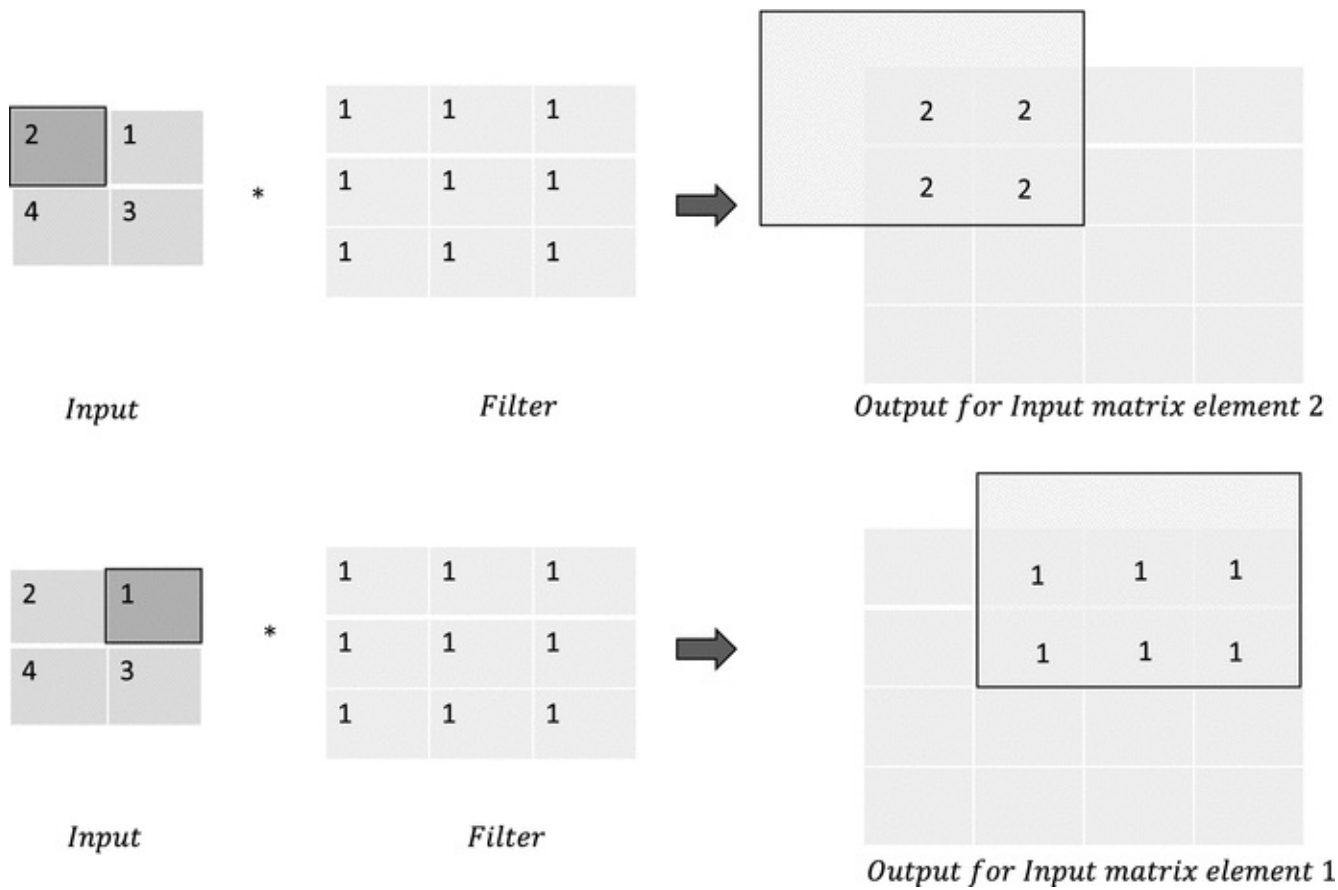 1 1 1 2 2
2 1
1 1 1 2 2
4 3 *
1 1 1
Input Filter Output for Input matrix element 2
1 1 1 1 1 1
2 1
* 1 1 1 1 1 1
4 3
1 1 1
Input Filter
Output for Input matrix element 1